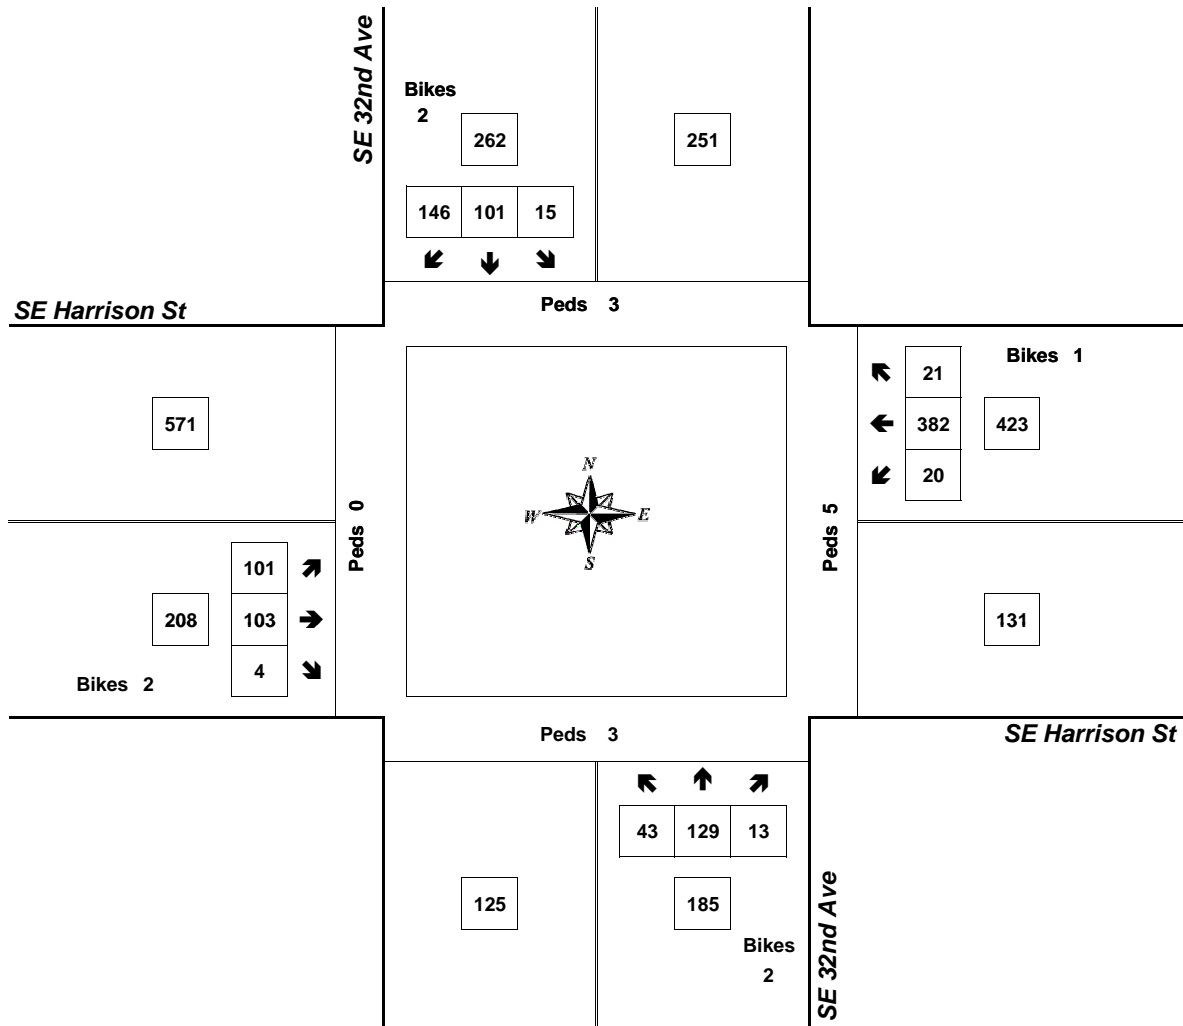 SE 32nd Ave
Bikes
2
262
251
146 101 15
Peds 3
SE Harrison St
Bikes 1
21
571
382 423
20
N
W E
S
Peds 0
Peds 5
101
208 103
131
4
Bikes 2
Peds 3
SE Harrison St
43 129 13
125
185
Bikes
2
SE 32nd Ave